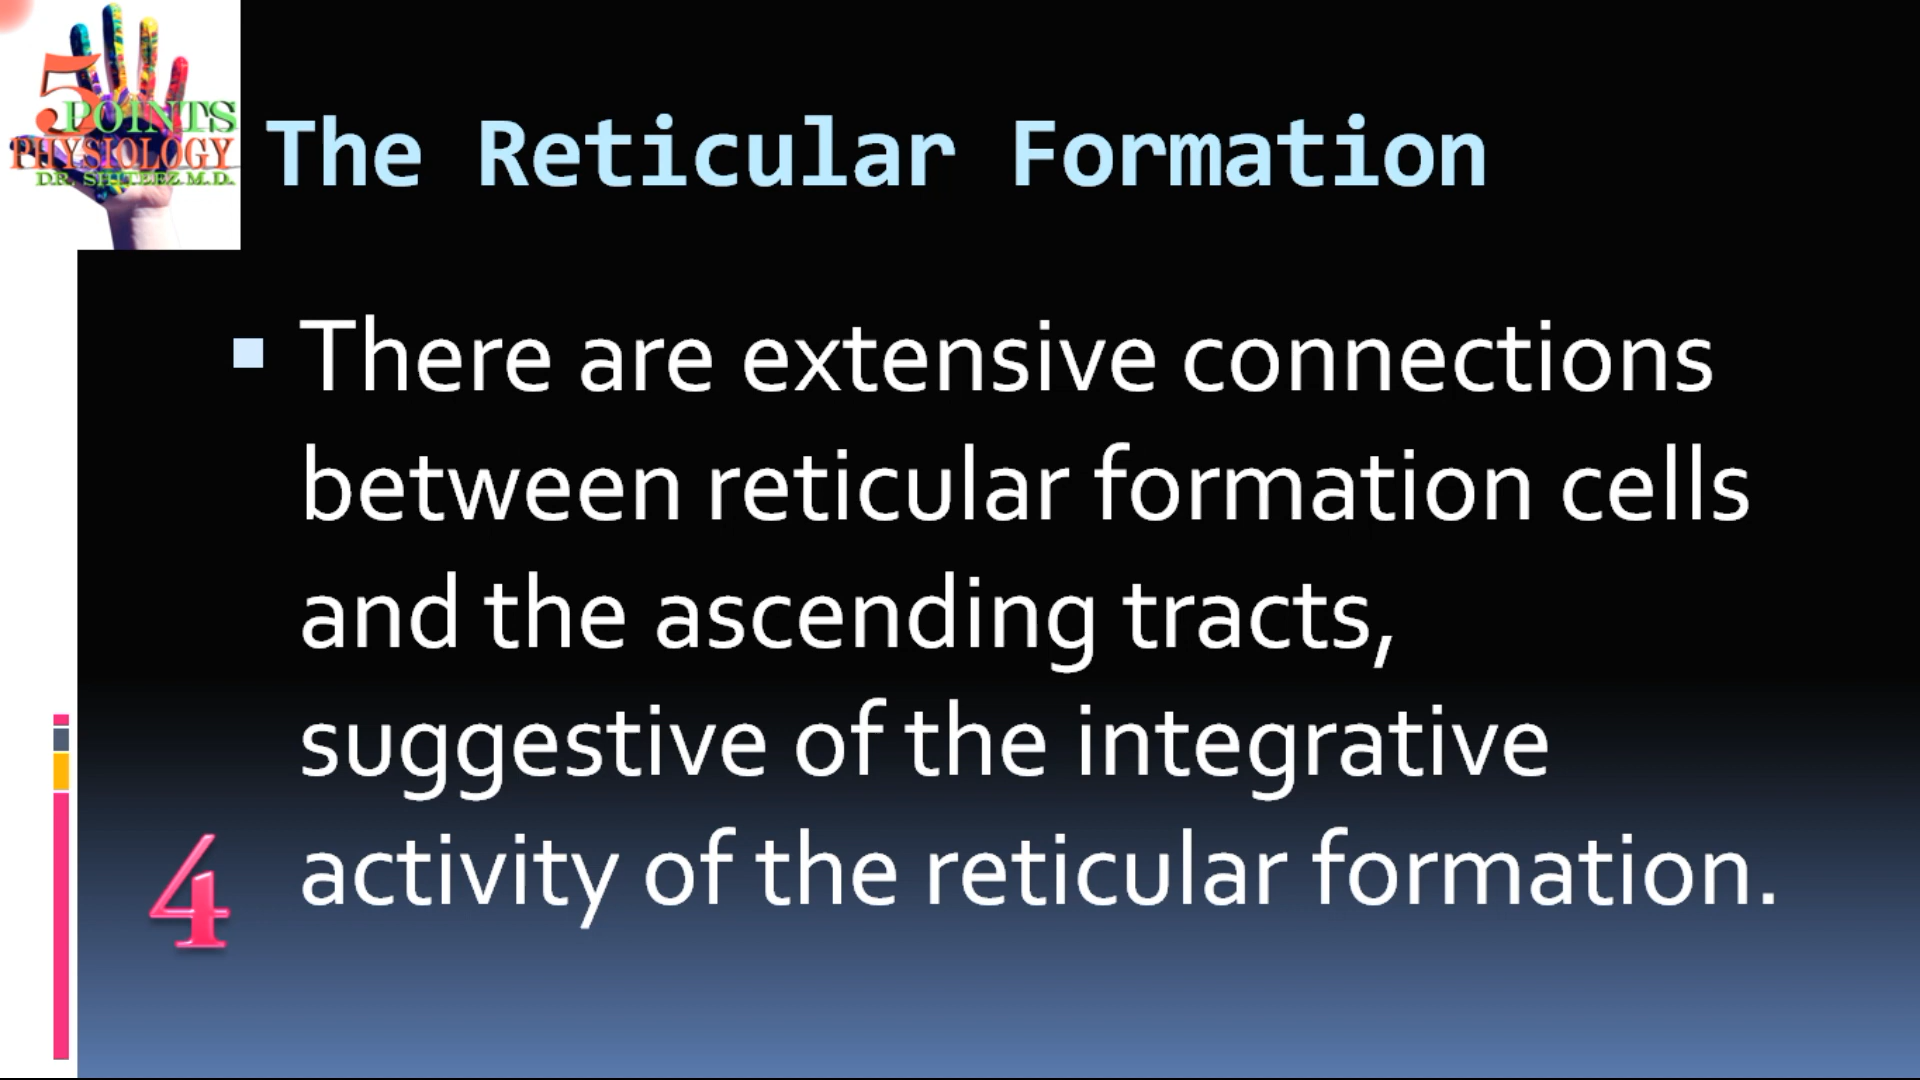 5
POINTS
PHYSIOLOGY
DR. SHITEEZ M.D.
The Reticular Formation
There are extensive connections
between reticular formation cells
and the ascending tracts,
suggestive of the integrative
activity of the reticular formation.
4